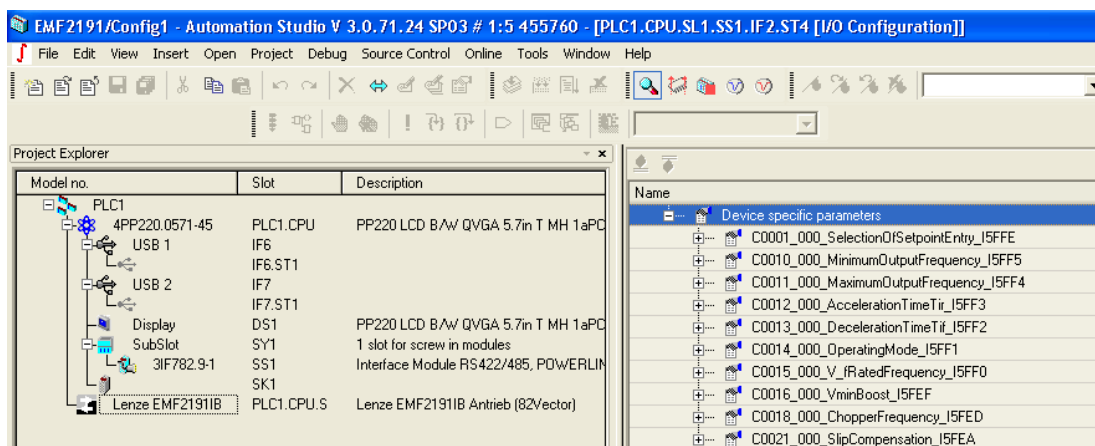 EMF2191/Config1 - Automation Studio V 3.0.71.24 SP03 # 1:5 455760 - [PLC1.CPU.SL1.SS1.IF2.ST4 [I/O Configuration]]
File Edit View Insert Open Project Debug Source Control Online Tools Window Help
Project Explorer
Model no. Slot Description
PLC1
4PP220.0571-45 PLC1.CPU PP220 LCD B/W QVGA 5.7in T MH 1aPC
USB 1 IF6
IF6.ST1
USB 2 IF7
IF7.ST1
Display DS1 PP220 LCD B/W QVGA 5.7in T MH 1aPC
SubSlot SY1 1 slot for screw in modules
3IF782.9-1 SS1 Interface Module RS422/485, POWERLIN
SK1
Lenze EMF2191IB PLC1.CPU.S Lenze EMF2191IB Antrieb (82Vector)
Name
Device specific parameters
C0001_000_SelectionOfSetpointEntry_I5FFE
C0010_000_MinimumOutputFrequency_I5FF5
C0011_000_MaximumOutputFrequency_I5FF4
C0012_000_AccelerationTimeTir_I5FF3
C0013_000_DecelerationTimeTif_I5FF2
C0014_000_OperatingMode_I5FF1
C0015_000_V_fRatedFrequency_I5FF0
C0016_000_VminBoost_I5FEF
C0018_000_ChopperFrequency_I5FED
C0021_000_SlipCompensation_I5FEA